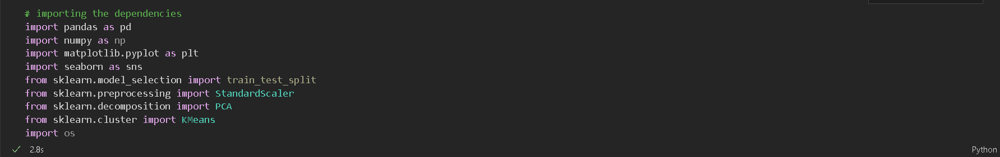 # importing the dependencies
import pandas as pd
import numpy as np
import matplotlib.pyplot as plt
import seaborn as sns
from sklearn.model_selection import train_test_split
from sklearn.preprocessing import StandardScaler
from sklearn.decomposition import PCA
from sklearn.cluster import KMeans
import os
2.8s
Python